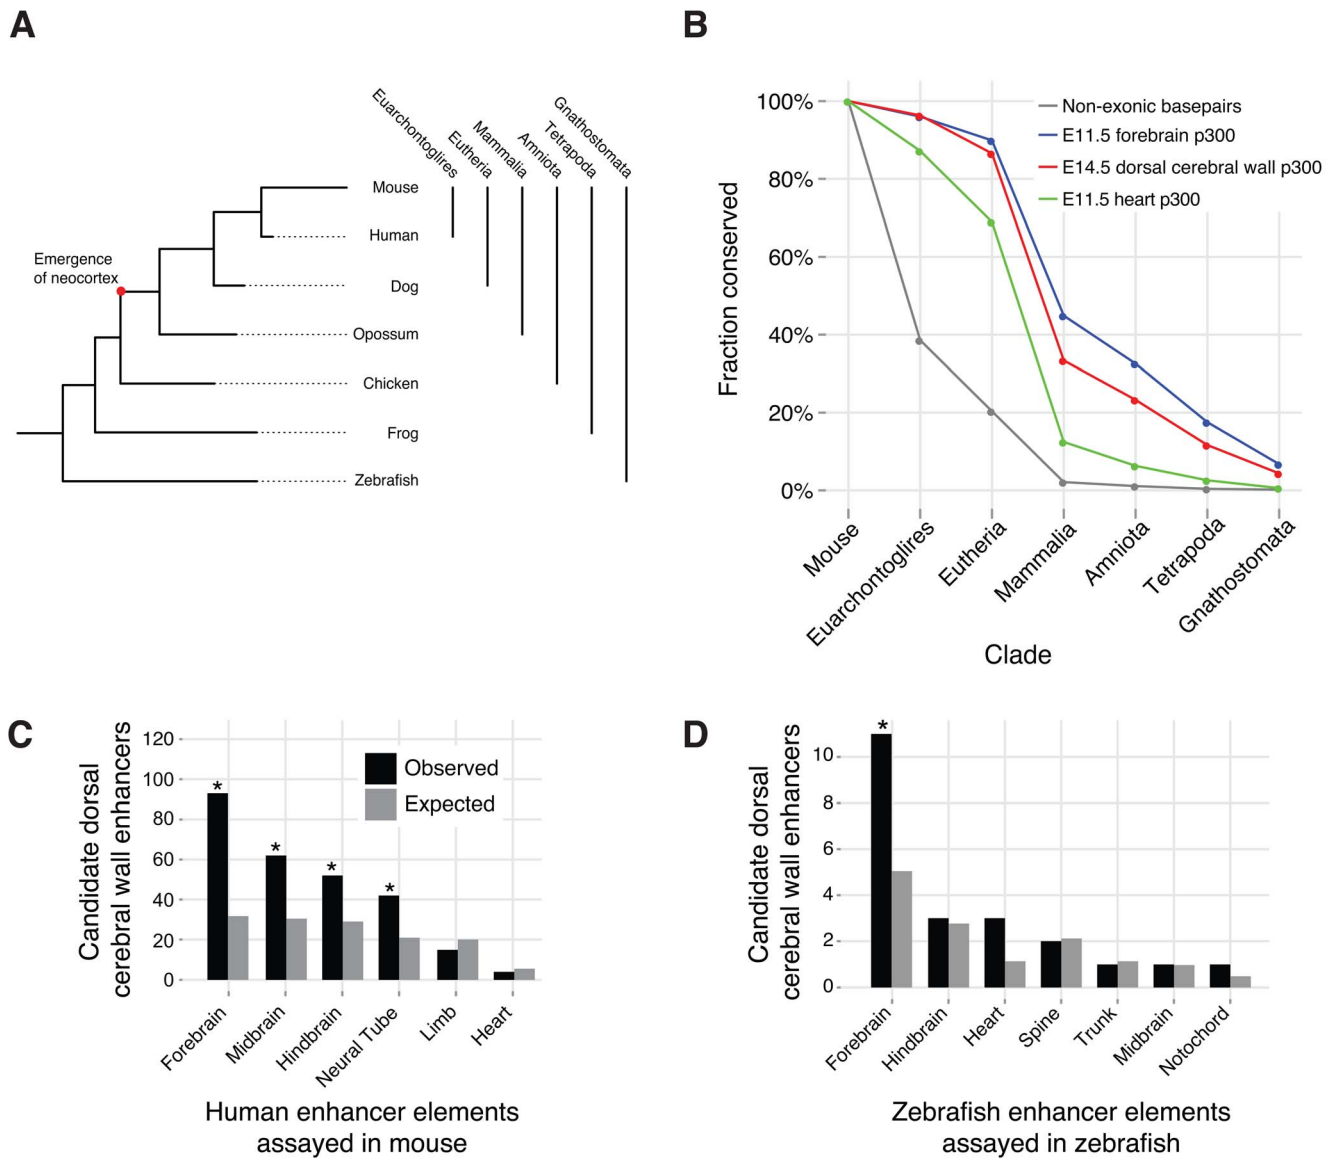 A
Euarchontoglires
Eutheria
Mammalia
Amniota
Tetrapoda
Gnathostomata
Mouse
Human
Dog
Opossum
Chicken
Frog
Zebrafish
Emergence
of neocortex
B
Fraction conserved
100%
80%
60%
40%
20%
0%
Non-exonic basepairs
E11.5 forebrain p300
E14.5 dorsal cerebral wall p300
E11.5 heart p300
Mouse
Euarchontoglires
Eutheria
Mammalia
Amniota
Tetrapoda
Gnathostomata
Clade
C
Candidate dorsal
cerebral wall enhancers
120
100
80
60
40
20
0
Observed
Expected
*
*
*
*
Forebrain
Midbrain
Hindbrain
Neural Tube
Limb
Heart
Human enhancer elements
assayed in mouse
D
Candidate dorsal
cerebral wall enhancers
10
8
6
4
2
0
*
Forebrain
Hindbrain
Heart
Spine
Trunk
Midbrain
Notochord
Zebrafish enhancer elements
assayed in zebrafish